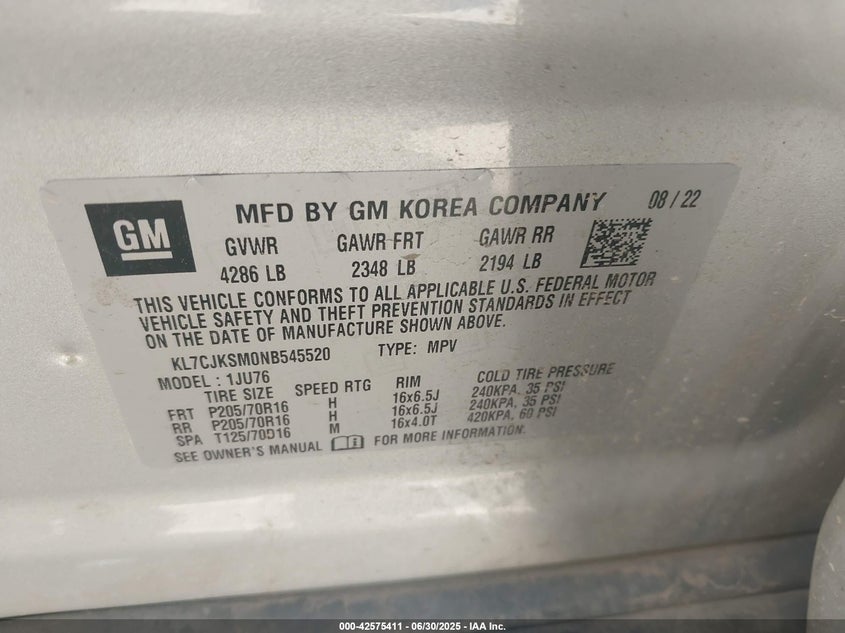 GM
MFD BY GM KOREA COMPANY 08/22
GVWR GAWR FRT GAWR RR
4286 LB 2348 LB 2194 LB
THIS VEHICLE CONFORMS TO ALL APPLICABLE U.S. FEDERAL MOTOR
VEHICLE SAFETY AND THEFT PREVENTION STANDARDS IN EFFECT
ON THE DATE OF MANUFACTURE SHOWN ABOVE.
KL7CJKSM0NB545520 TYPE: MPV
MODEL : 1JU76
TIRE SIZE SPEED RTG RIM COLD TIRE PRESSURE
FRT P205/70R16 H 16x6.5J 240KPA, 35 PSI
RR P205/70R16 H 16x6.5J 240KPA, 35 PSI
SPA T125/70D16 M 16x4.0T 420KPA, 60 PSI
SEE OWNER'S MANUAL FOR MORE INFORMATION.
000-42575411 - 06/30/2025 - IAA Inc.